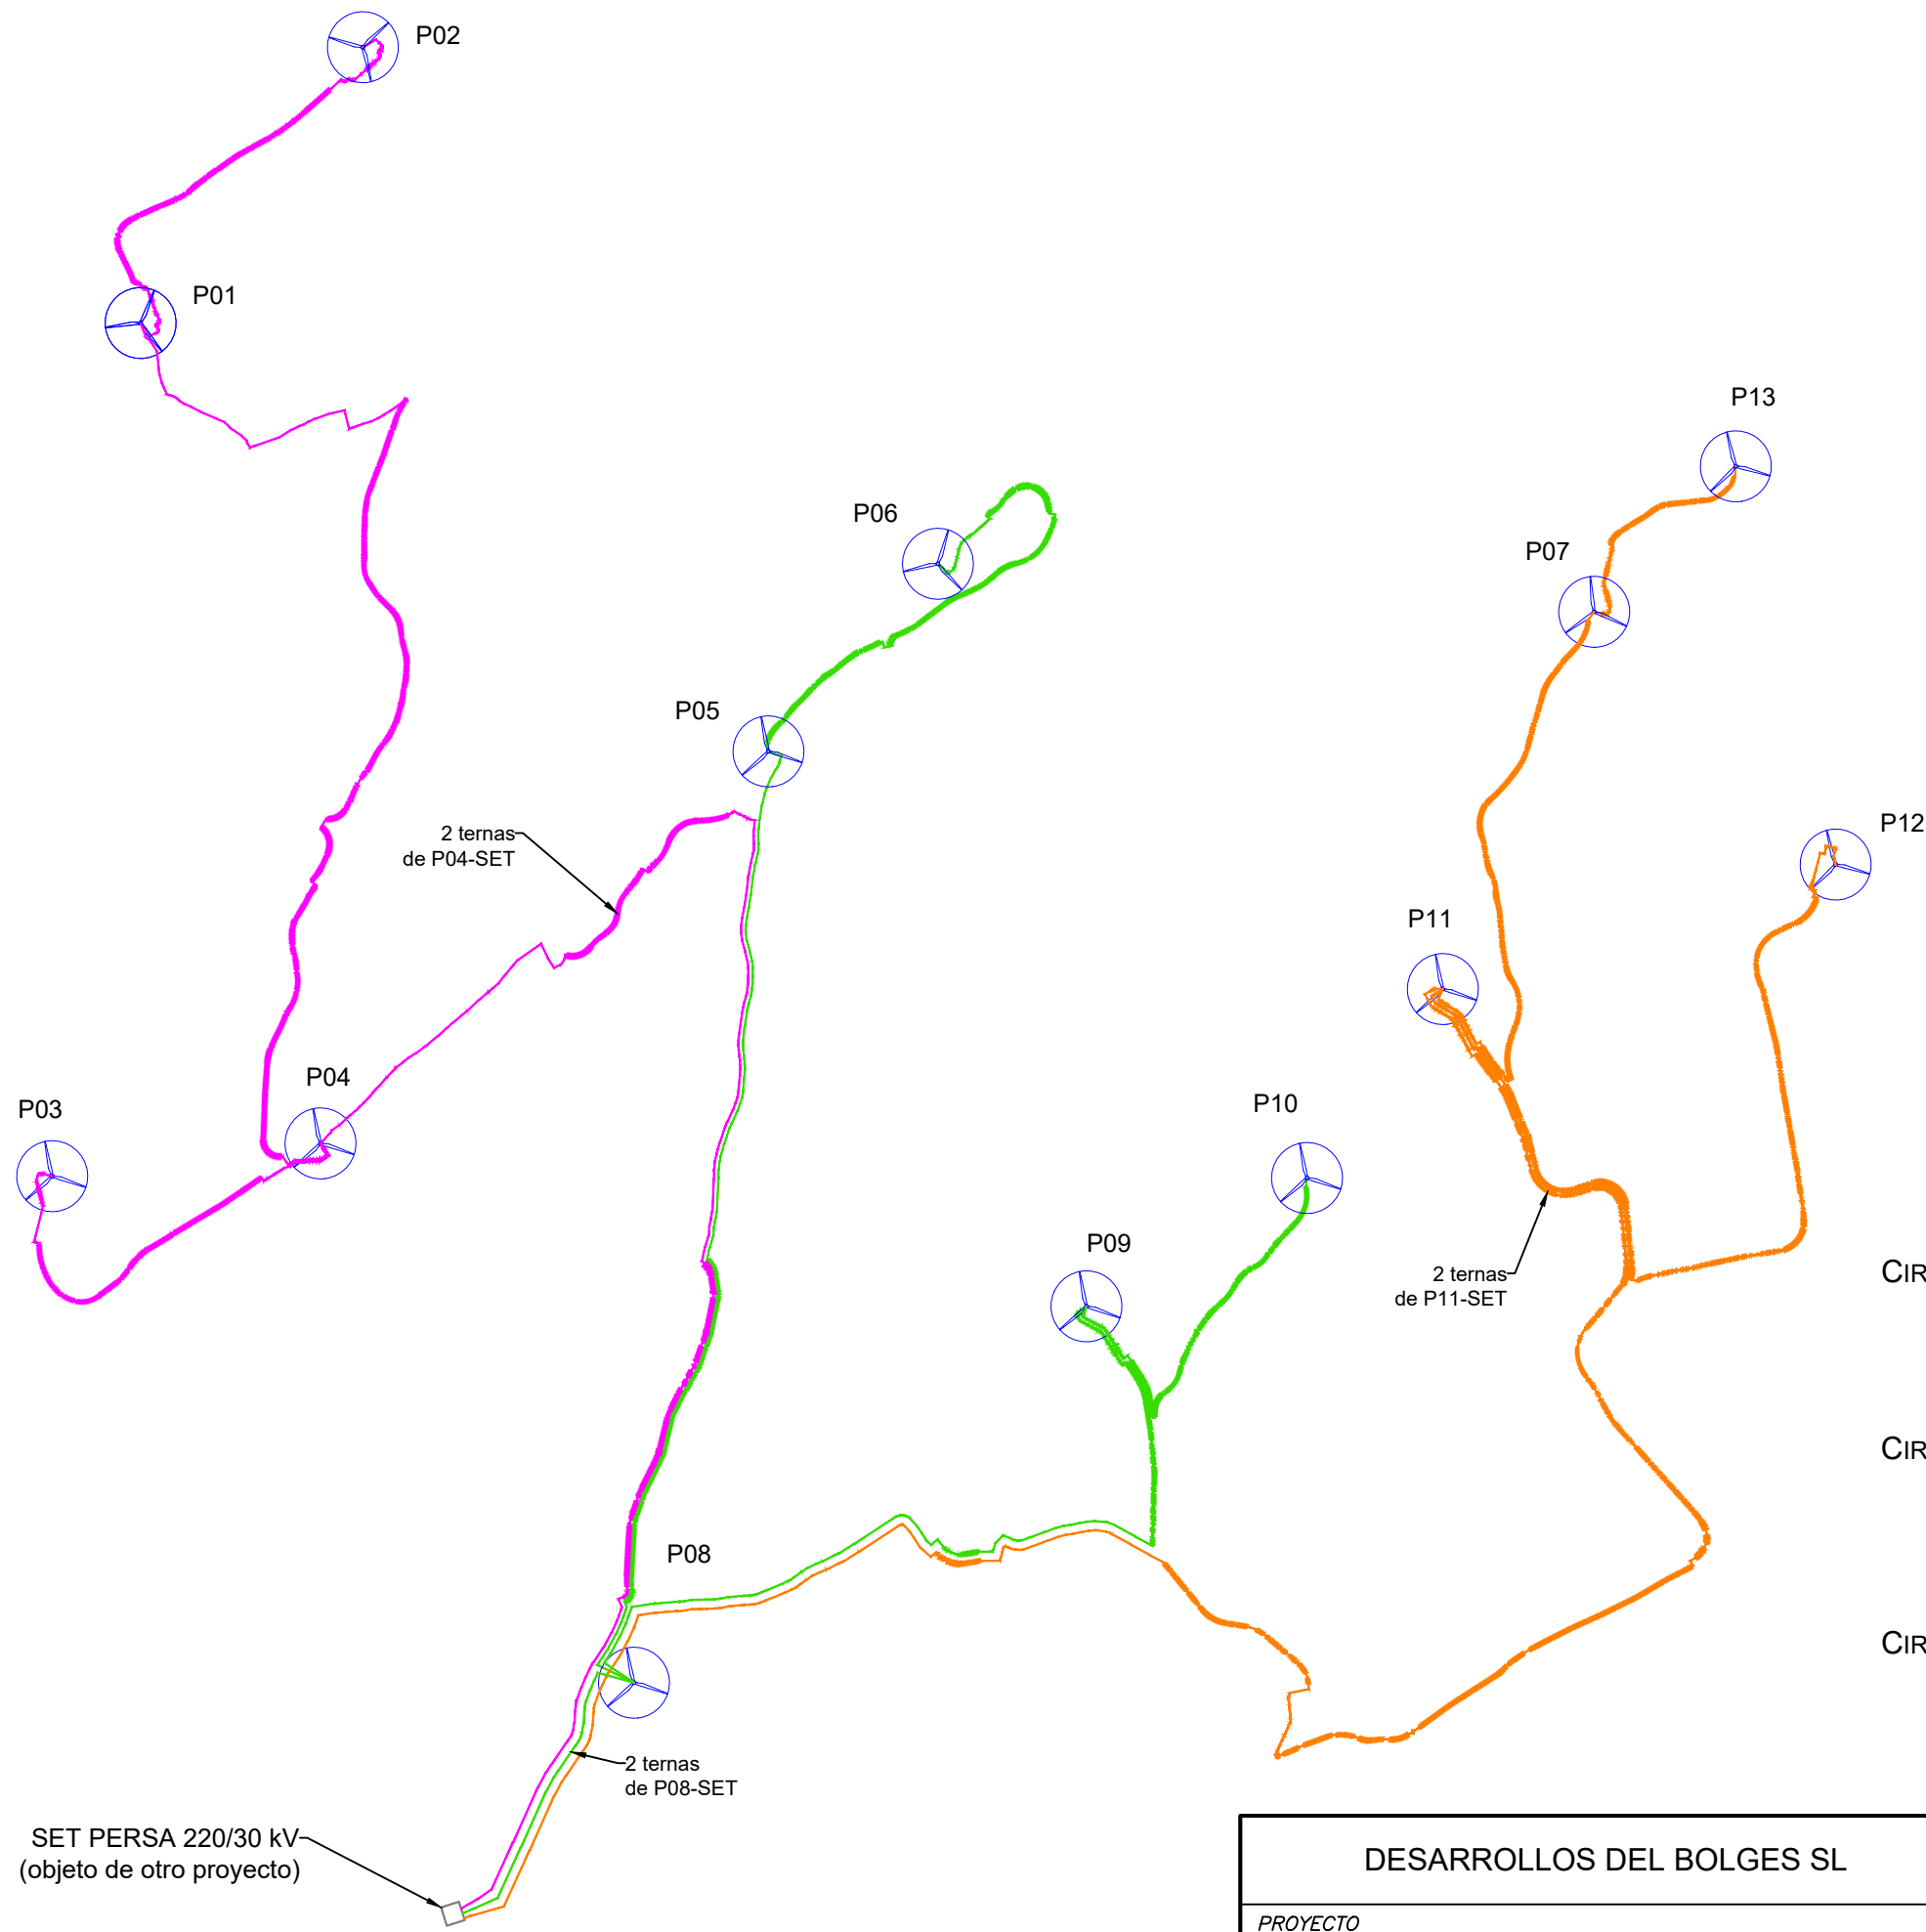 P02
P01
P13
P06
P07
P05
P12
2 ternas
de P04-SET
P11
P04
P03
P10
P09
2 ternas
de P11-SET
CIR
CIR
P08
CIR
2 ternas
de P08-SET
SET PERSA 220/30 kV
(objeto de otro proyecto)
DESARROLLOS DEL BOLGES SL
PROYECTO